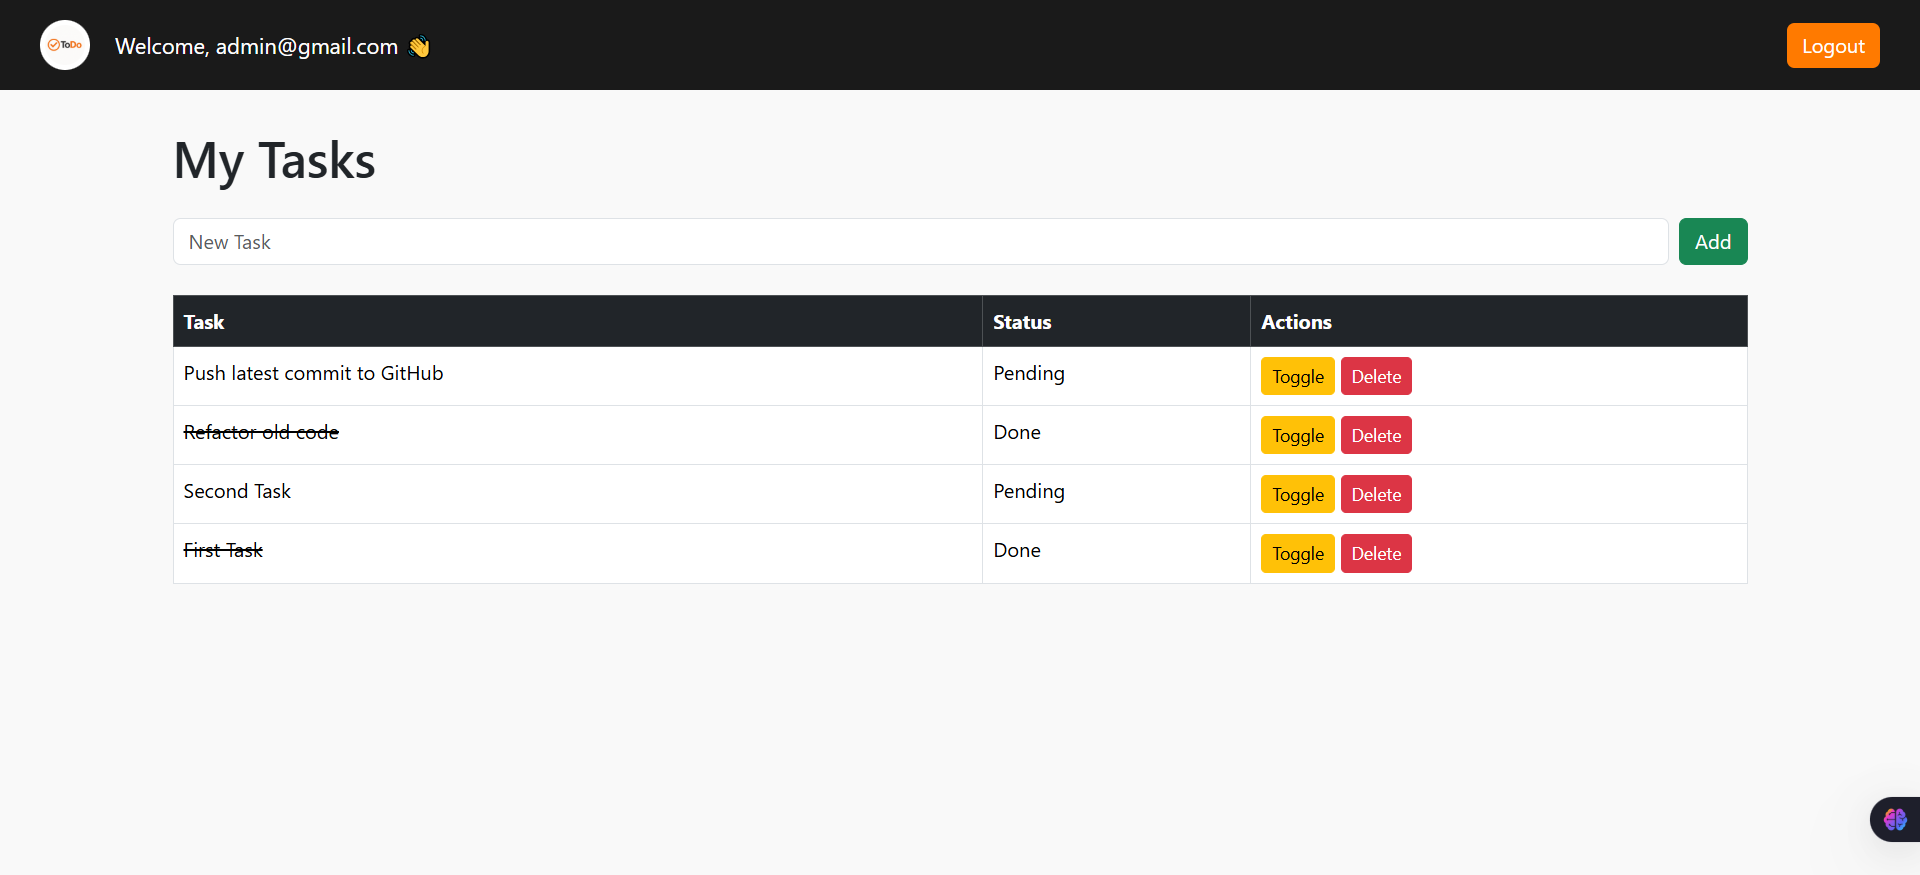 ToDo
Welcome, admin@gmail.com 👋
Logout
My Tasks
New Task
Add
Task Status Actions
Push latest commit to GitHub Pending Toggle Delete
Refactor old code Done Toggle Delete
Second Task Pending Toggle Delete
First Task Done Toggle Delete